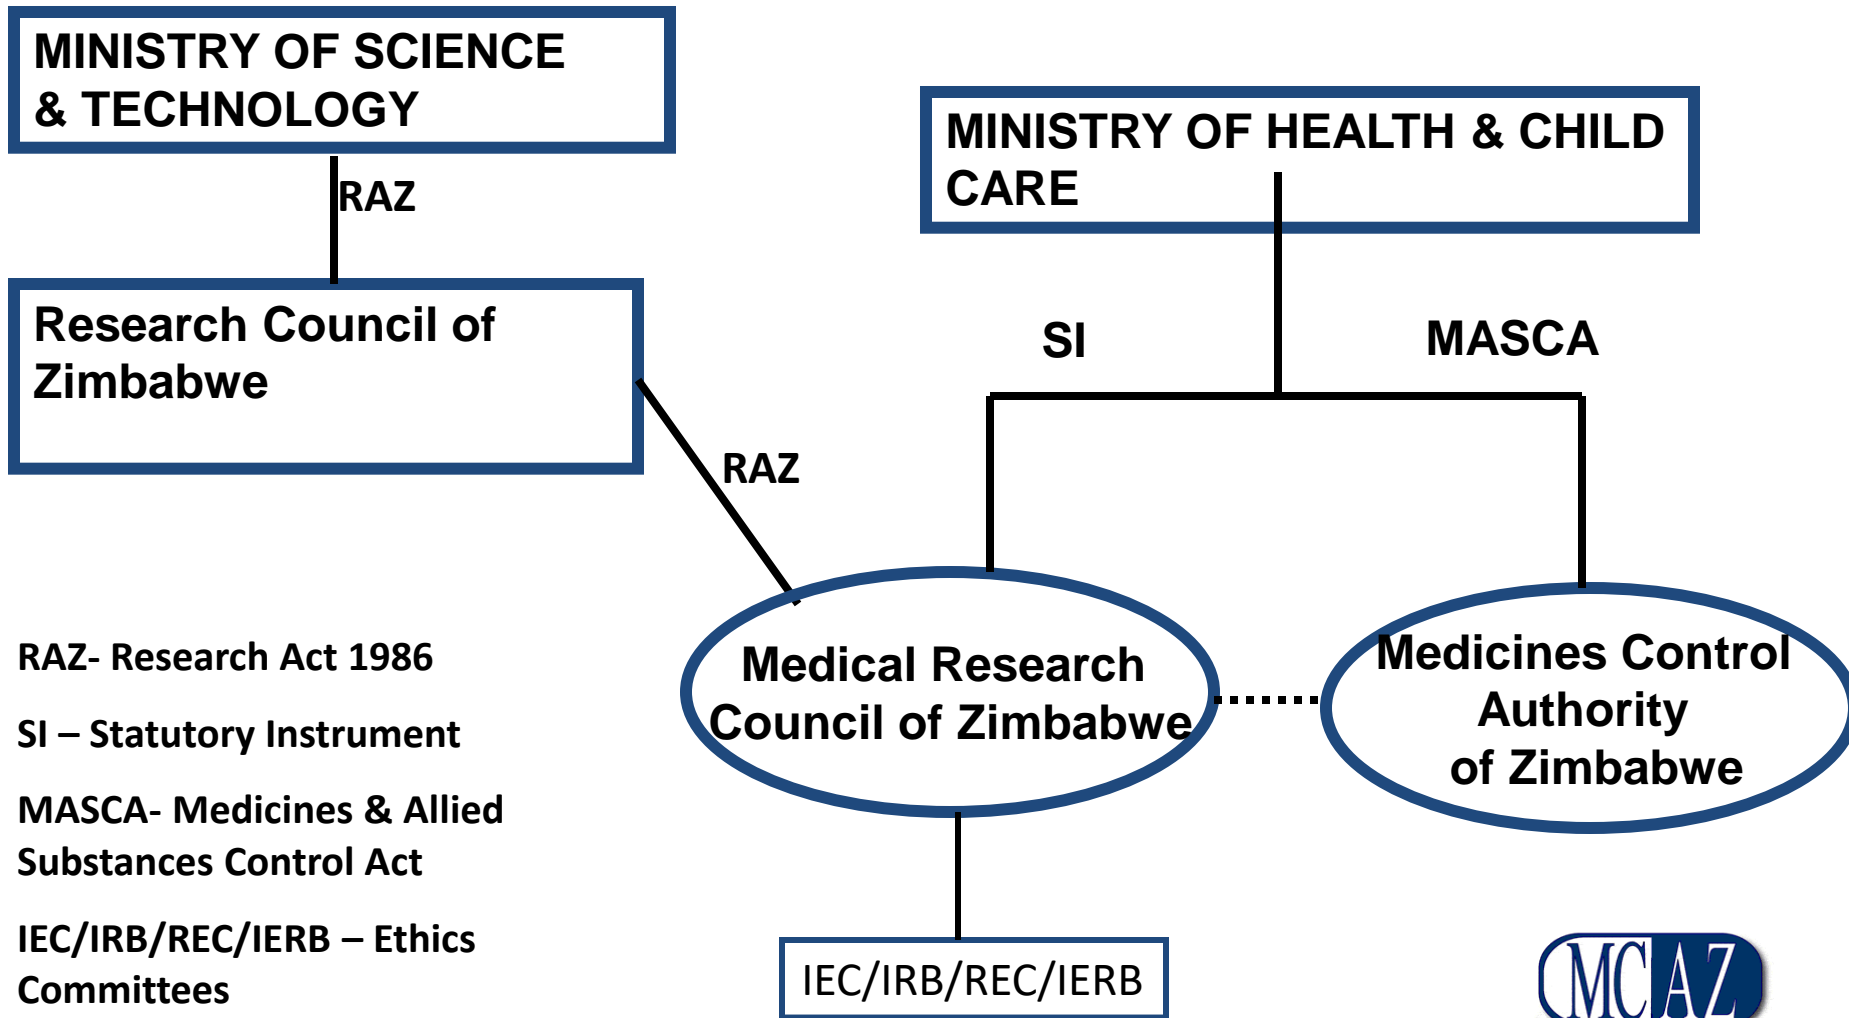 MINISTRY OF SCIENCE
& TECHNOLOGY
RAZ
MINISTRY OF HEALTH & CHILD
CARE
Research Council of
Zimbabwe
SI
MASCA
RAZ
Medical Research
Council of Zimbabwe
Medicines Control
Authority
of Zimbabwe
RAZ- Research Act 1986
SI – Statutory Instrument
MASCA- Medicines & Allied
Substances Control Act
IEC/IRB/REC/IERB – Ethics
Committees
IEC/IRB/REC/IERB
MCAZ